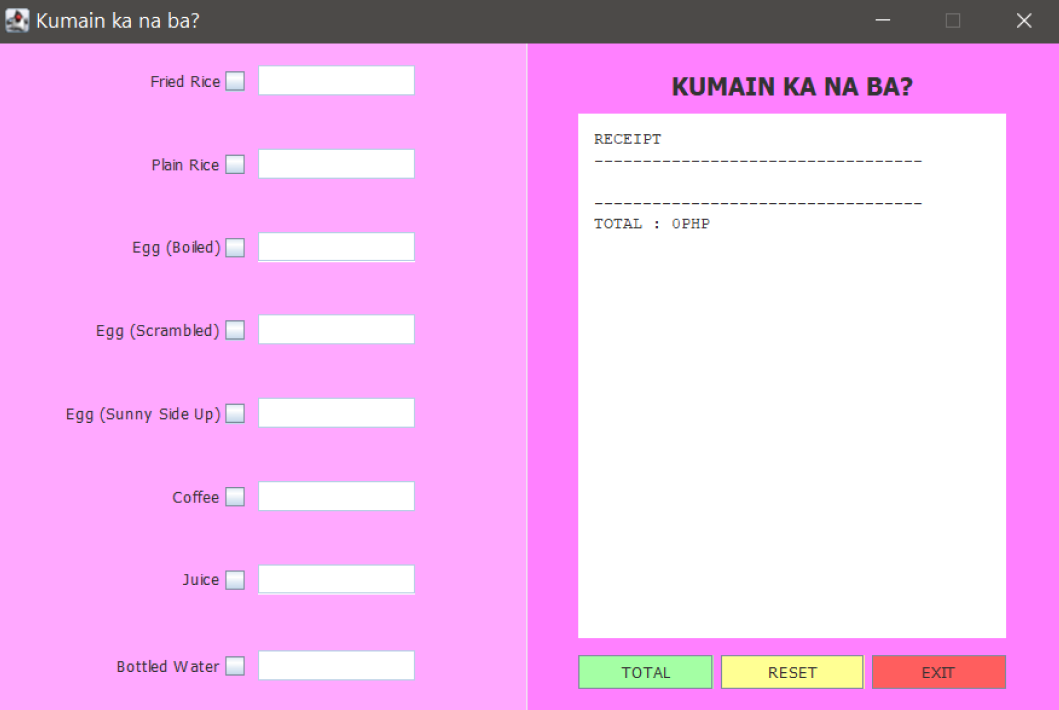 Kumain ka na ba?
Fried Rice
Plain Rice
Egg (Boiled)
Egg (Scrambled)
Egg (Sunny Side Up)
Coffee
Juice
Bottled Water
KUMAIN KA NA BA?
RECEIPT
----------------------------------
----------------------------------
TOTAL : 0PHP
TOTAL RESET EXIT